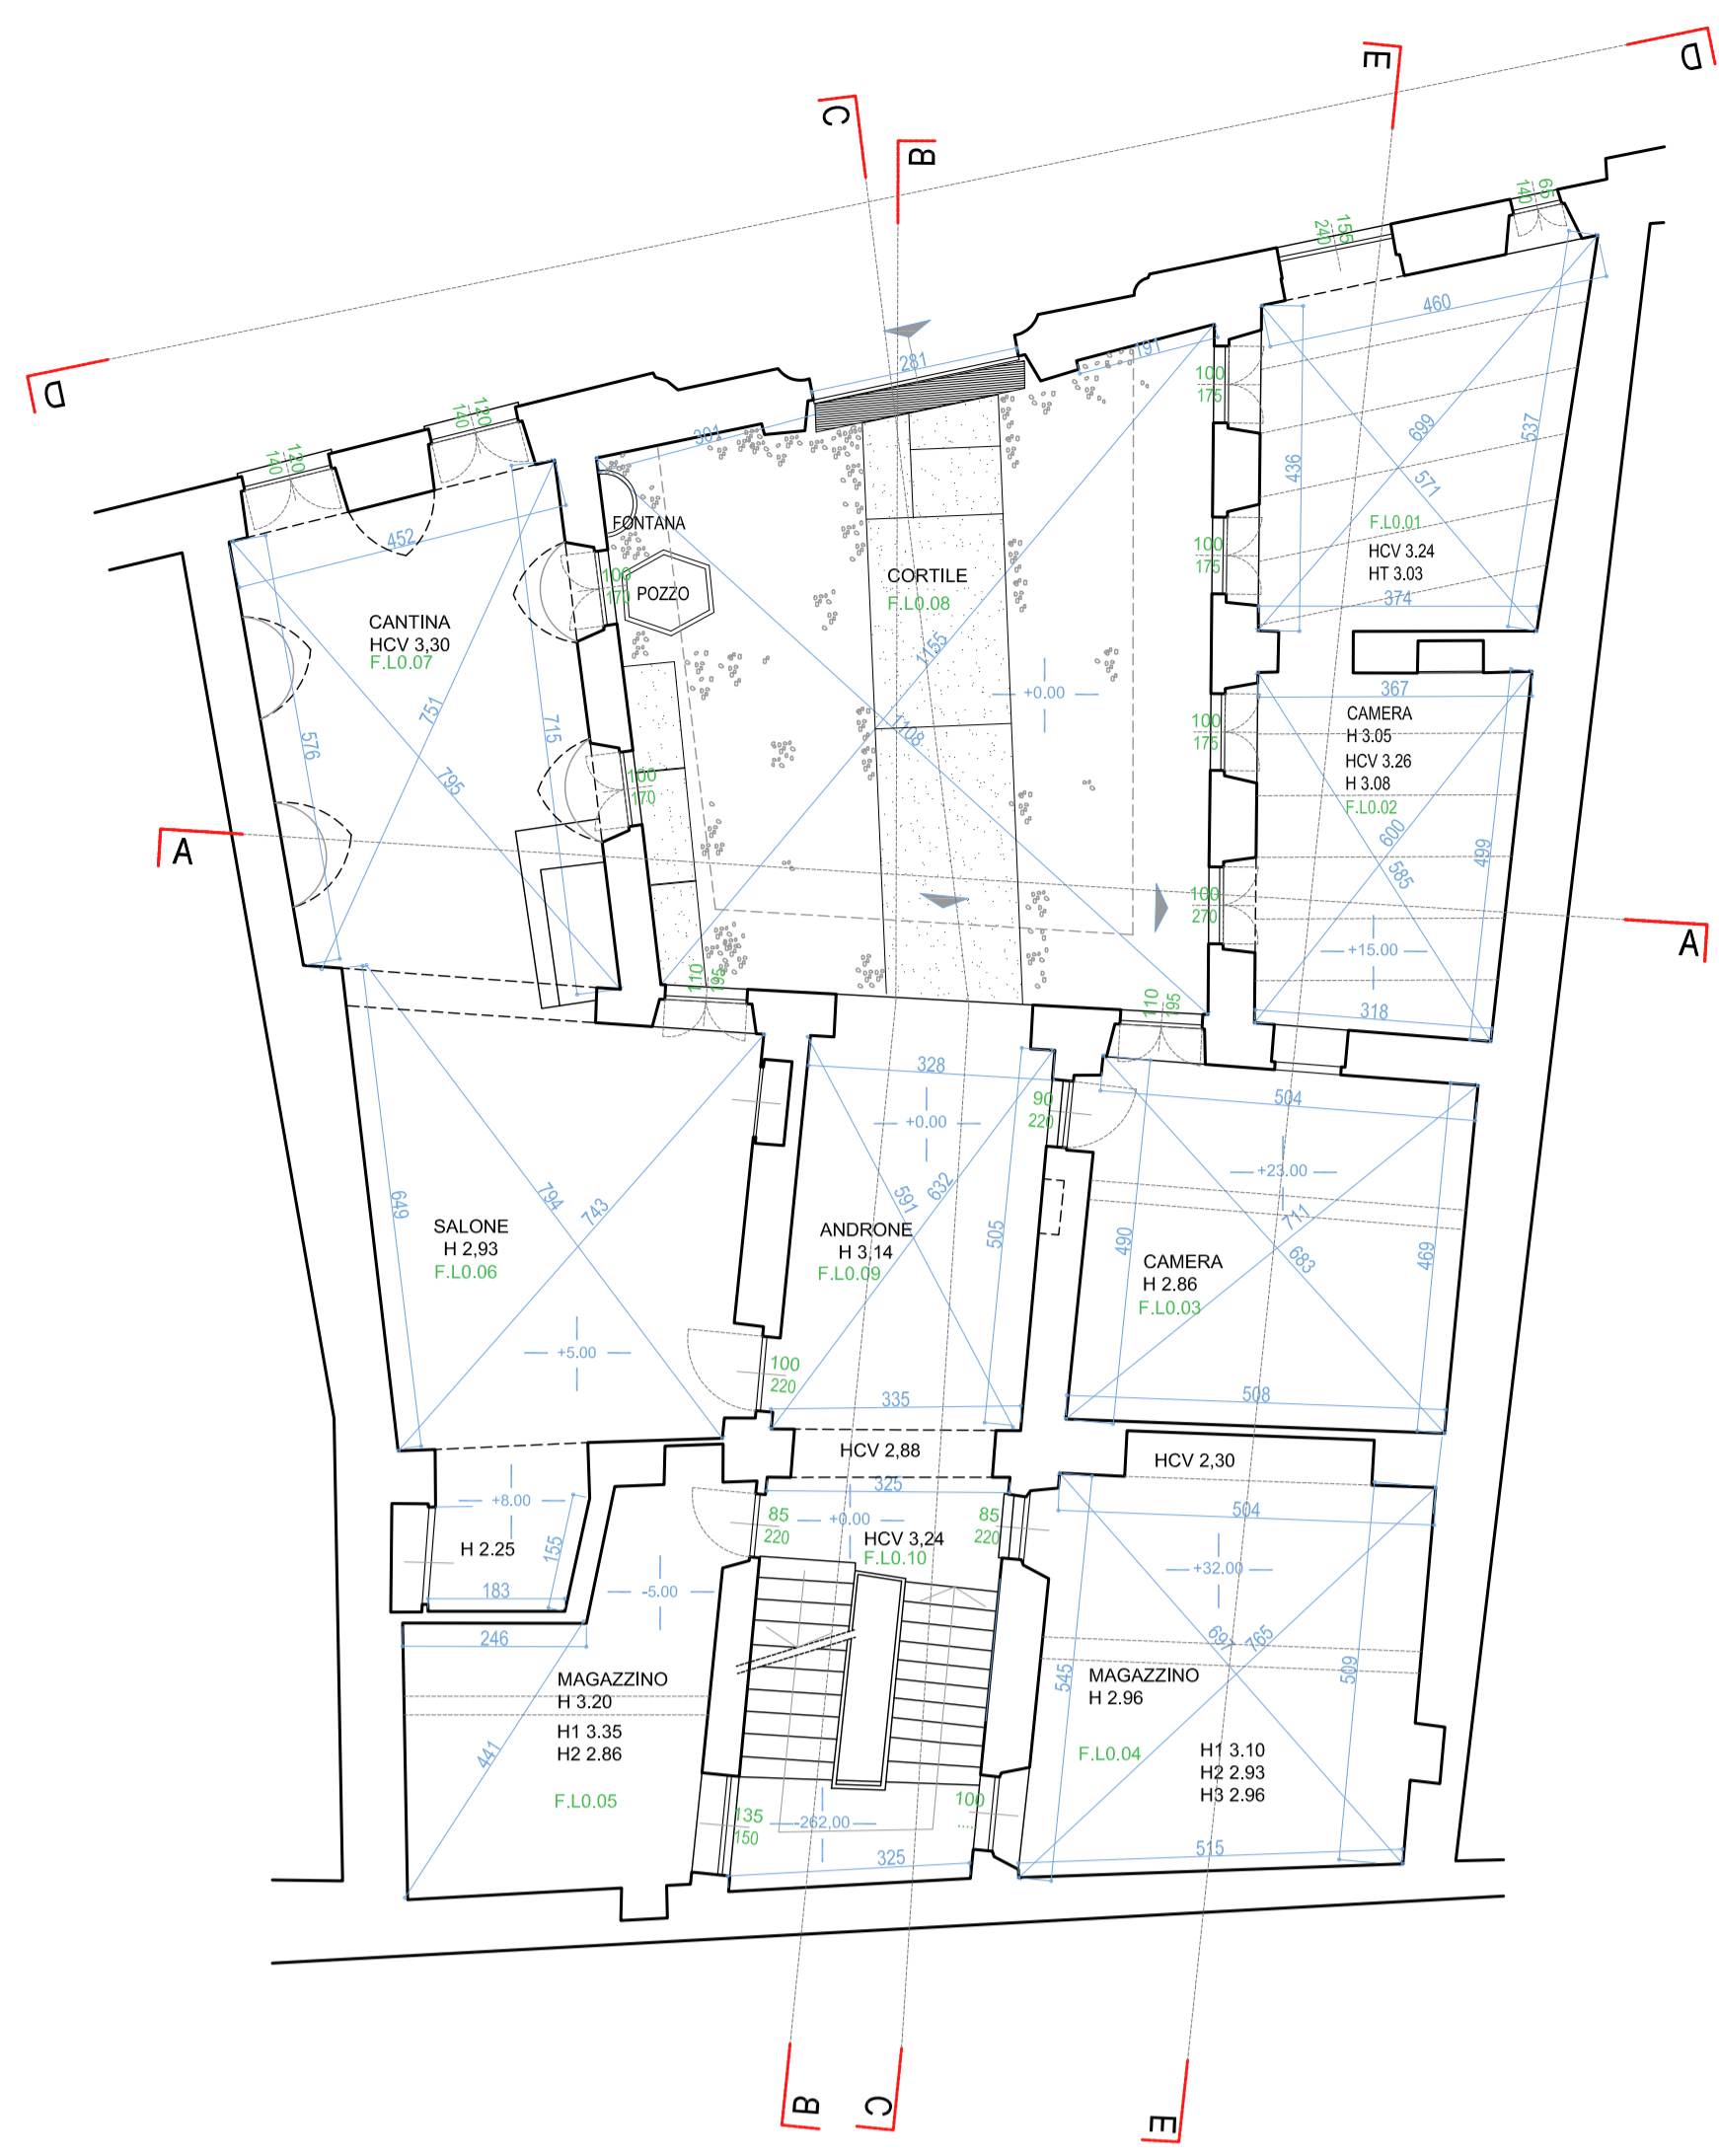 D
E
C
B
65
140
155
240
460
281
191
120
140
120
140
301
100
175
699
537
436
571
FONTANA
452
F.L0.01
HCV 3.24
HT 3.03
100
175
CORTILE
F.L0.08
100
170
POZZO
374
CANTINA
HCV 3,30
F.L0.07
1155
+0.00
367
CAMERA
H 3.05
HCV 3.26
H 3.08
F.L0.02
751
715
1108
100
175
576
795
100
170
600
499
585
A
100
270
A
+15.00
110
195
110
195
318
328
+0.00
90
220
504
+23.00
649
794
743
591
632
711
SALONE
H 2,93
F.L0.06
ANDRONE
H 3,14
F.L0.09
505
490
683
469
CAMERA
H 2.86
F.L0.03
+5.00
100
220
335
508
HCV 2,88
HCV 2,30
325
+8.00
85
220
+0.00
85
220
504
HCV 3,24
F.L0.10
H 2.25
155
183
-5.00
+32.00
246
697
765
MAGAZZINO
H 3.20
H1 3.35
H2 2.86
545
MAGAZZINO
H 2.96
509
441
F.L0.04
H1 3.10
H2 2.93
H3 2.96
F.L0.05
135
150
-262,00
100
....
325
515
B
C
E
D